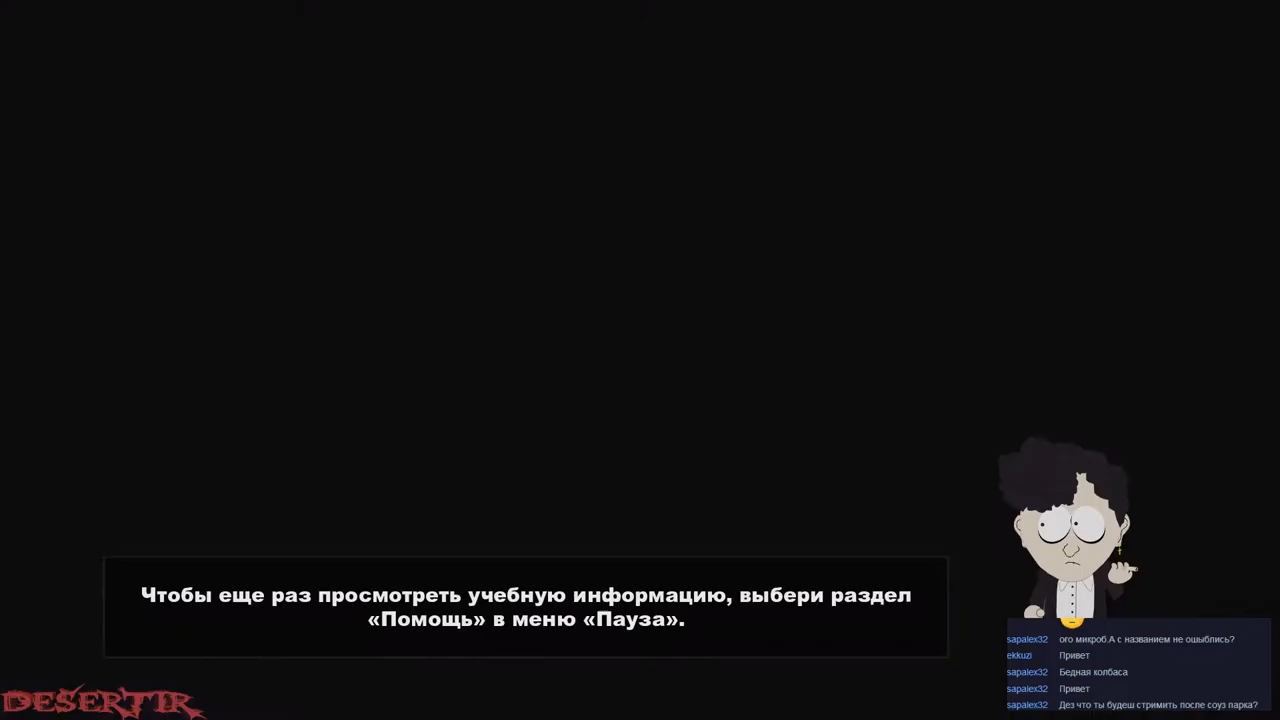 Чтобы еще раз просмотреть учебную информацию, выбери раздел
«Помощь» в меню «Пауза».
sapalex32 ого микроб.А с названием не ошыблись?
ekkuzi Привет
sapalex32 Бедная колбаса
sapalex32 Привет
sapalex32 Дез что ты будеш стримить после соуз парка?
DESERTIR